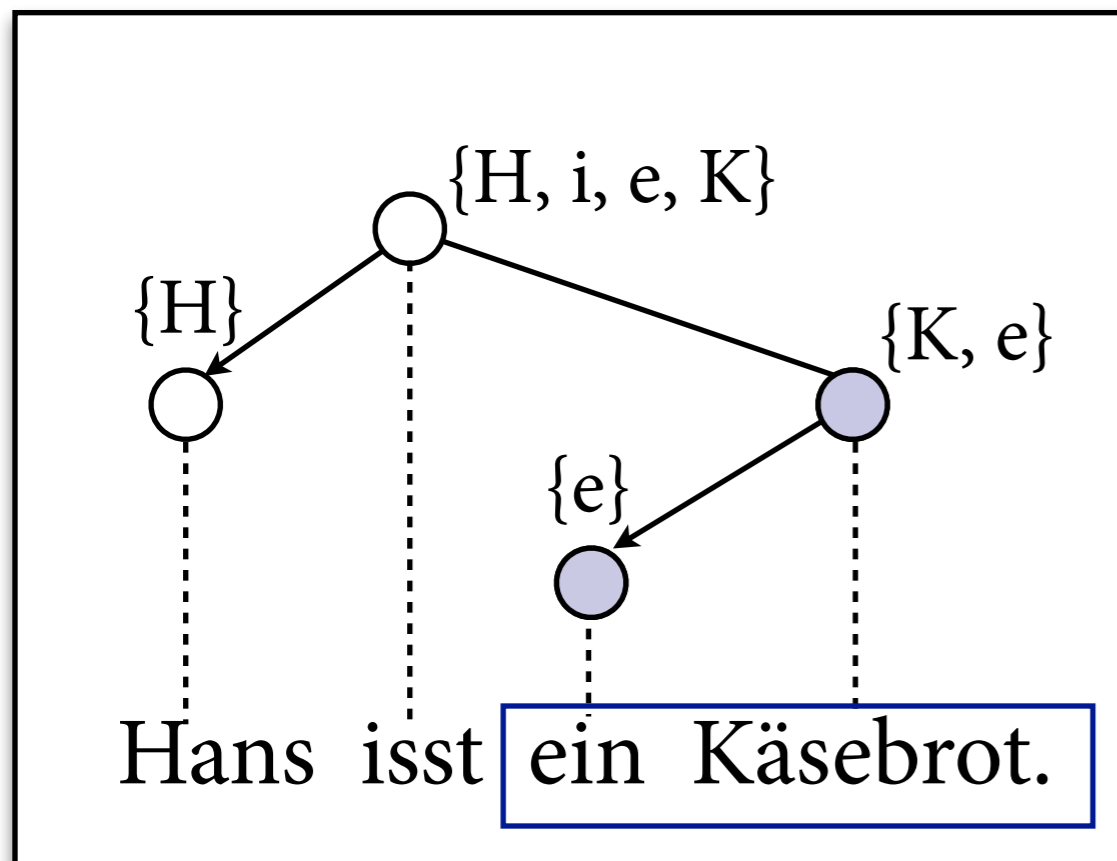 {H, i, e, K}
{H}
{K, e}
{e}
Hans isst ein Käsebrot.